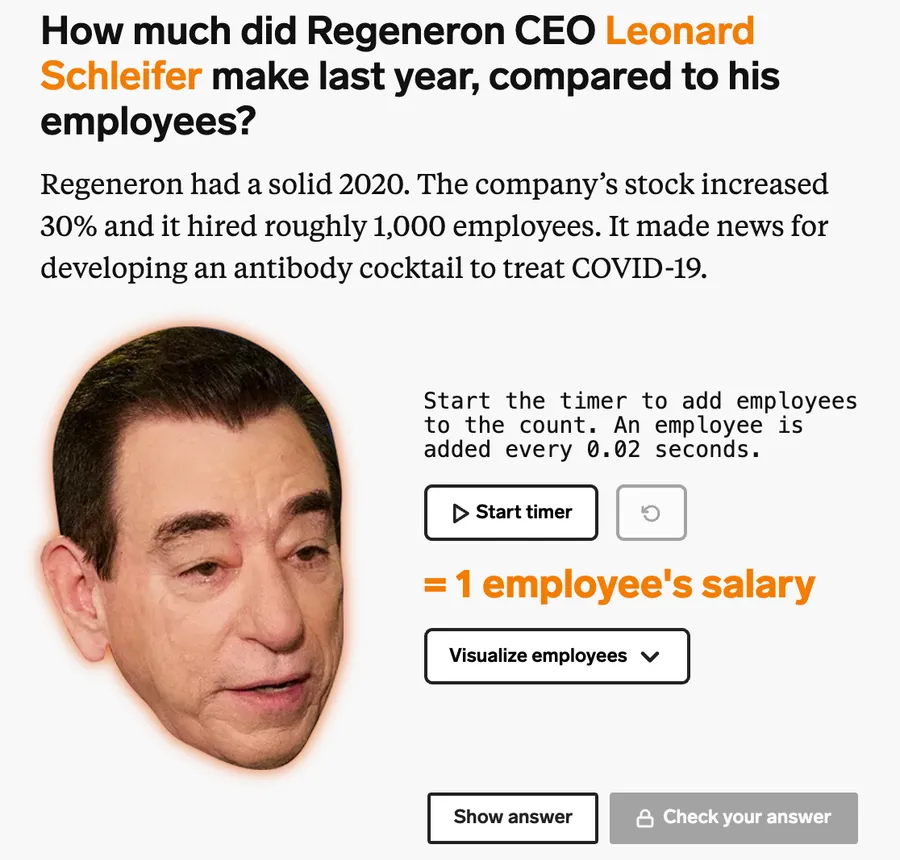 How much did Regeneron CEO Leonard
Schleifer make last year, compared to his
employees?
Regeneron had a solid 2020. The company’s stock increased
30% and it hired roughly 1,000 employees. It made news for
developing an antibody cocktail to treat COVID-19.
Start the timer to add employees
to the count. An employee is
added every 0.02 seconds.
Start timer
= 1 employee's salary
Visualize employees
Show answer
Check your answer